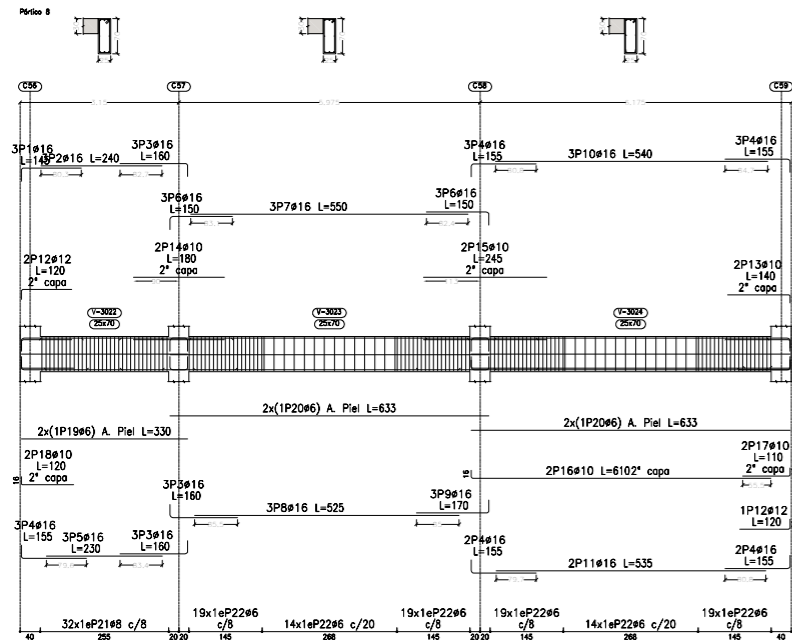 Pórtico 8
C56
C57
C58
C59
3P1ø16
3P2ø16 L=240
3P3ø16
L=160
3P4ø16
L=155
3P10ø16 L=540
3P4ø16
L=155
3P6ø16
L=150
3P7ø16 L=550
3P6ø16
L=150
2P12ø12
L=120
2ª capa
2P14ø10
L=180
2ª capa
2P15ø10
L=245
2ª capa
2P13ø10
L=140
2ª capa
V-3022
25x70
V-3023
25x70
V-3024
25x70
2x(1P20ø6) A. Piel L=633
2x(1P19ø6) A. Piel L=330
2x(1P20ø6) A. Piel L=633
2P18ø10
L=120
2ª capa
16
16
2P16ø10 L=6102ª capa
2P17ø10
L=110
2ª capa
3P3ø16
L=160
3P8ø16 L=525
3P9ø16
L=170
1P12ø12
L=120
3P4ø16
L=155
3P5ø16
L=230
3P3ø16
L=160
2P4ø16
L=155
2P11ø16 L=535
2P4ø16
L=155
32x1eP21ø8 c/8
19x1eP22ø6
c/8
14x1eP22ø6 c/20
19x1eP22ø6
c/8
19x1eP22ø6
c/8
14x1eP22ø6 c/20
19x1eP22ø6
c/8
40 255 20 20 145 268 145 20 20 145 268 145 40